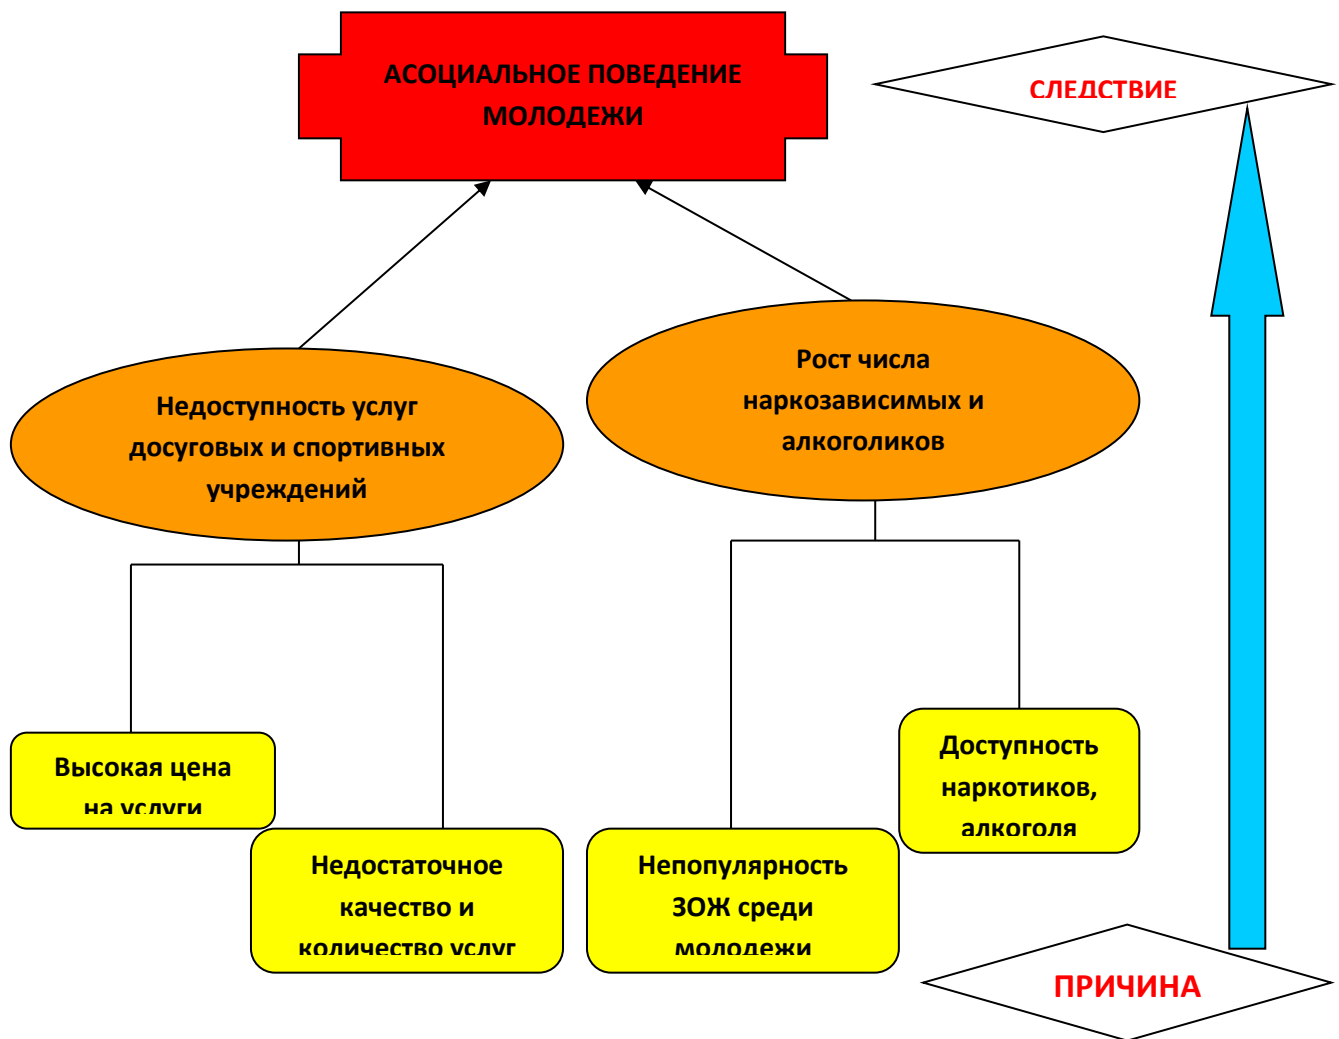 АСОЦИАЛЬНОЕ ПОВЕДЕНИЕ
МОЛОДЕЖИ
СЛЕДСТВИЕ
Недоступность услуг
досуговых и спортивных
учреждений
Рост числа
наркозависимых и
алкоголиков
Высокая цена
на услуги
Недостаточное
качество и
количество услуг
Непопулярность
ЗОЖ среди
молодежи
Доступность
наркотиков,
алкоголя
ПРИЧИНА